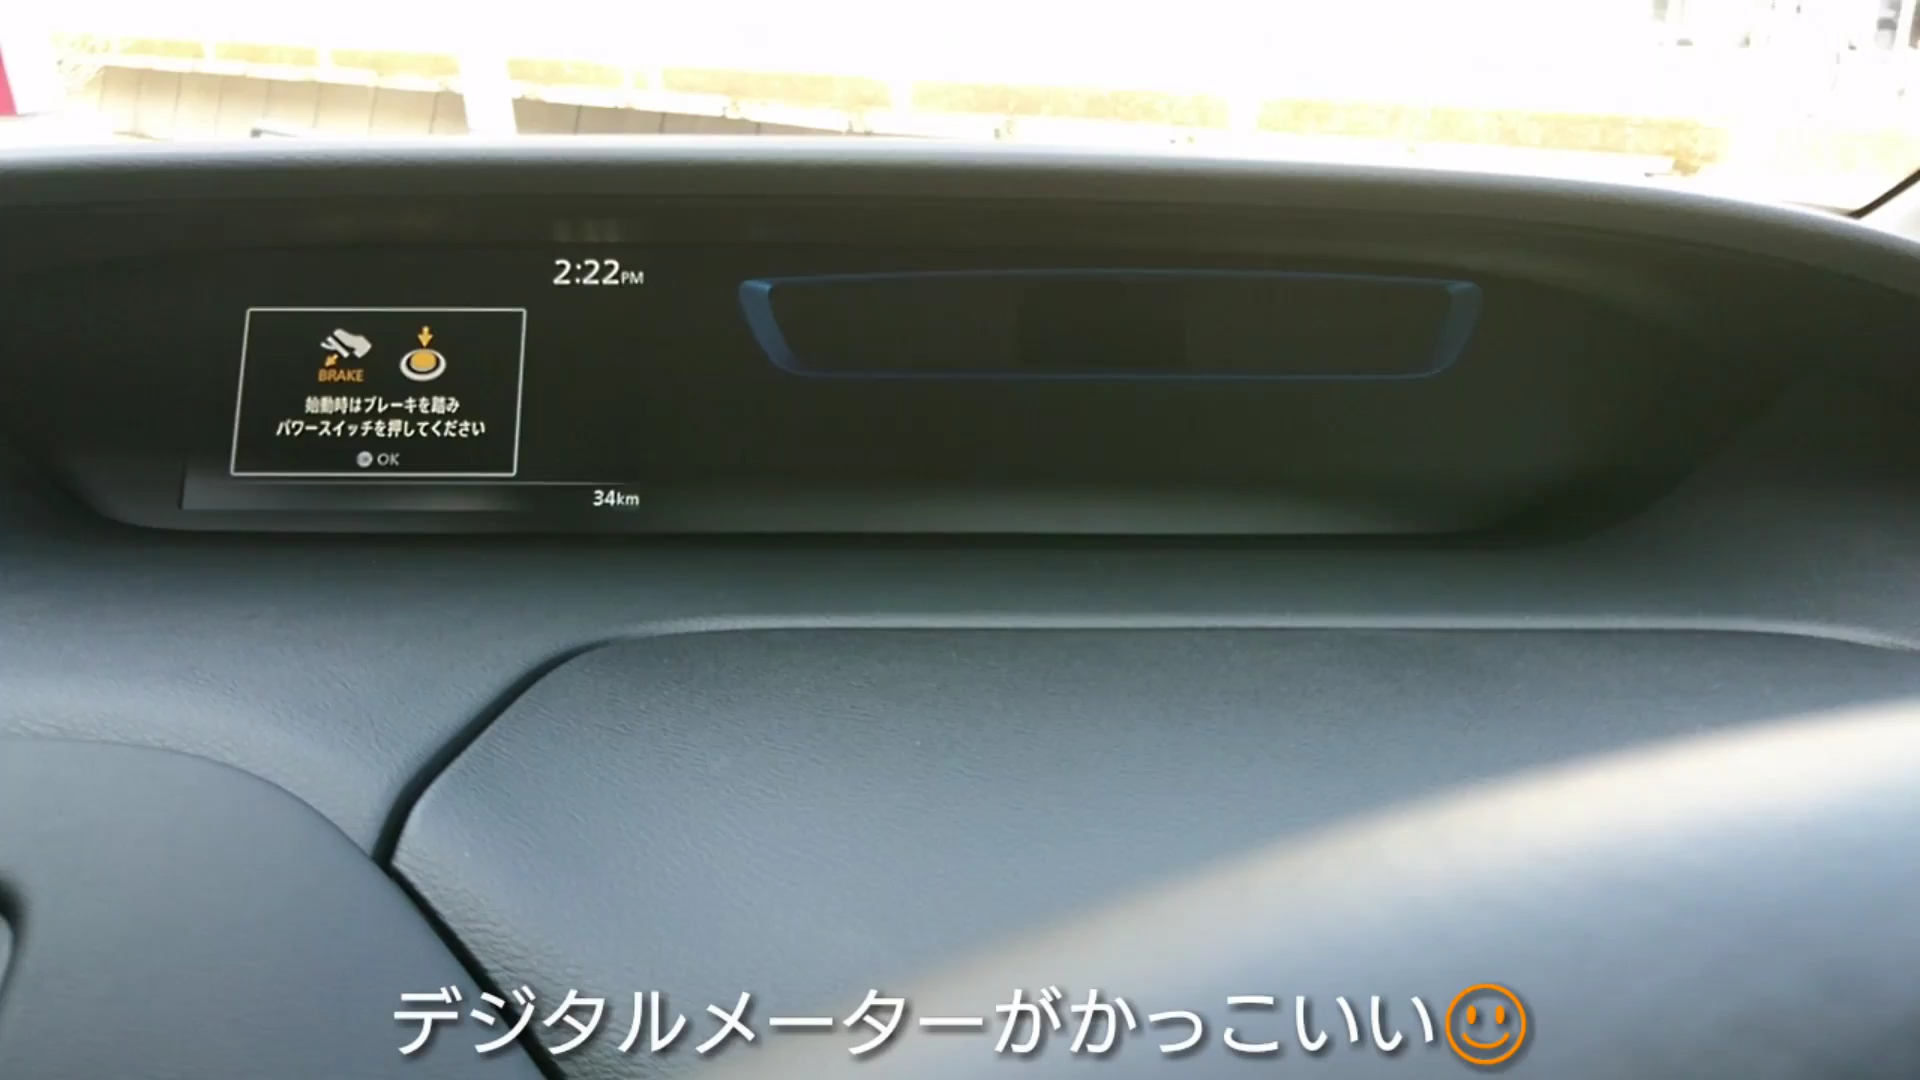 2:22PM
BRAKE
始動時はブレーキを踏み
パワースイッチを押してください
OK
34km
デジタルメーターがかっこいい